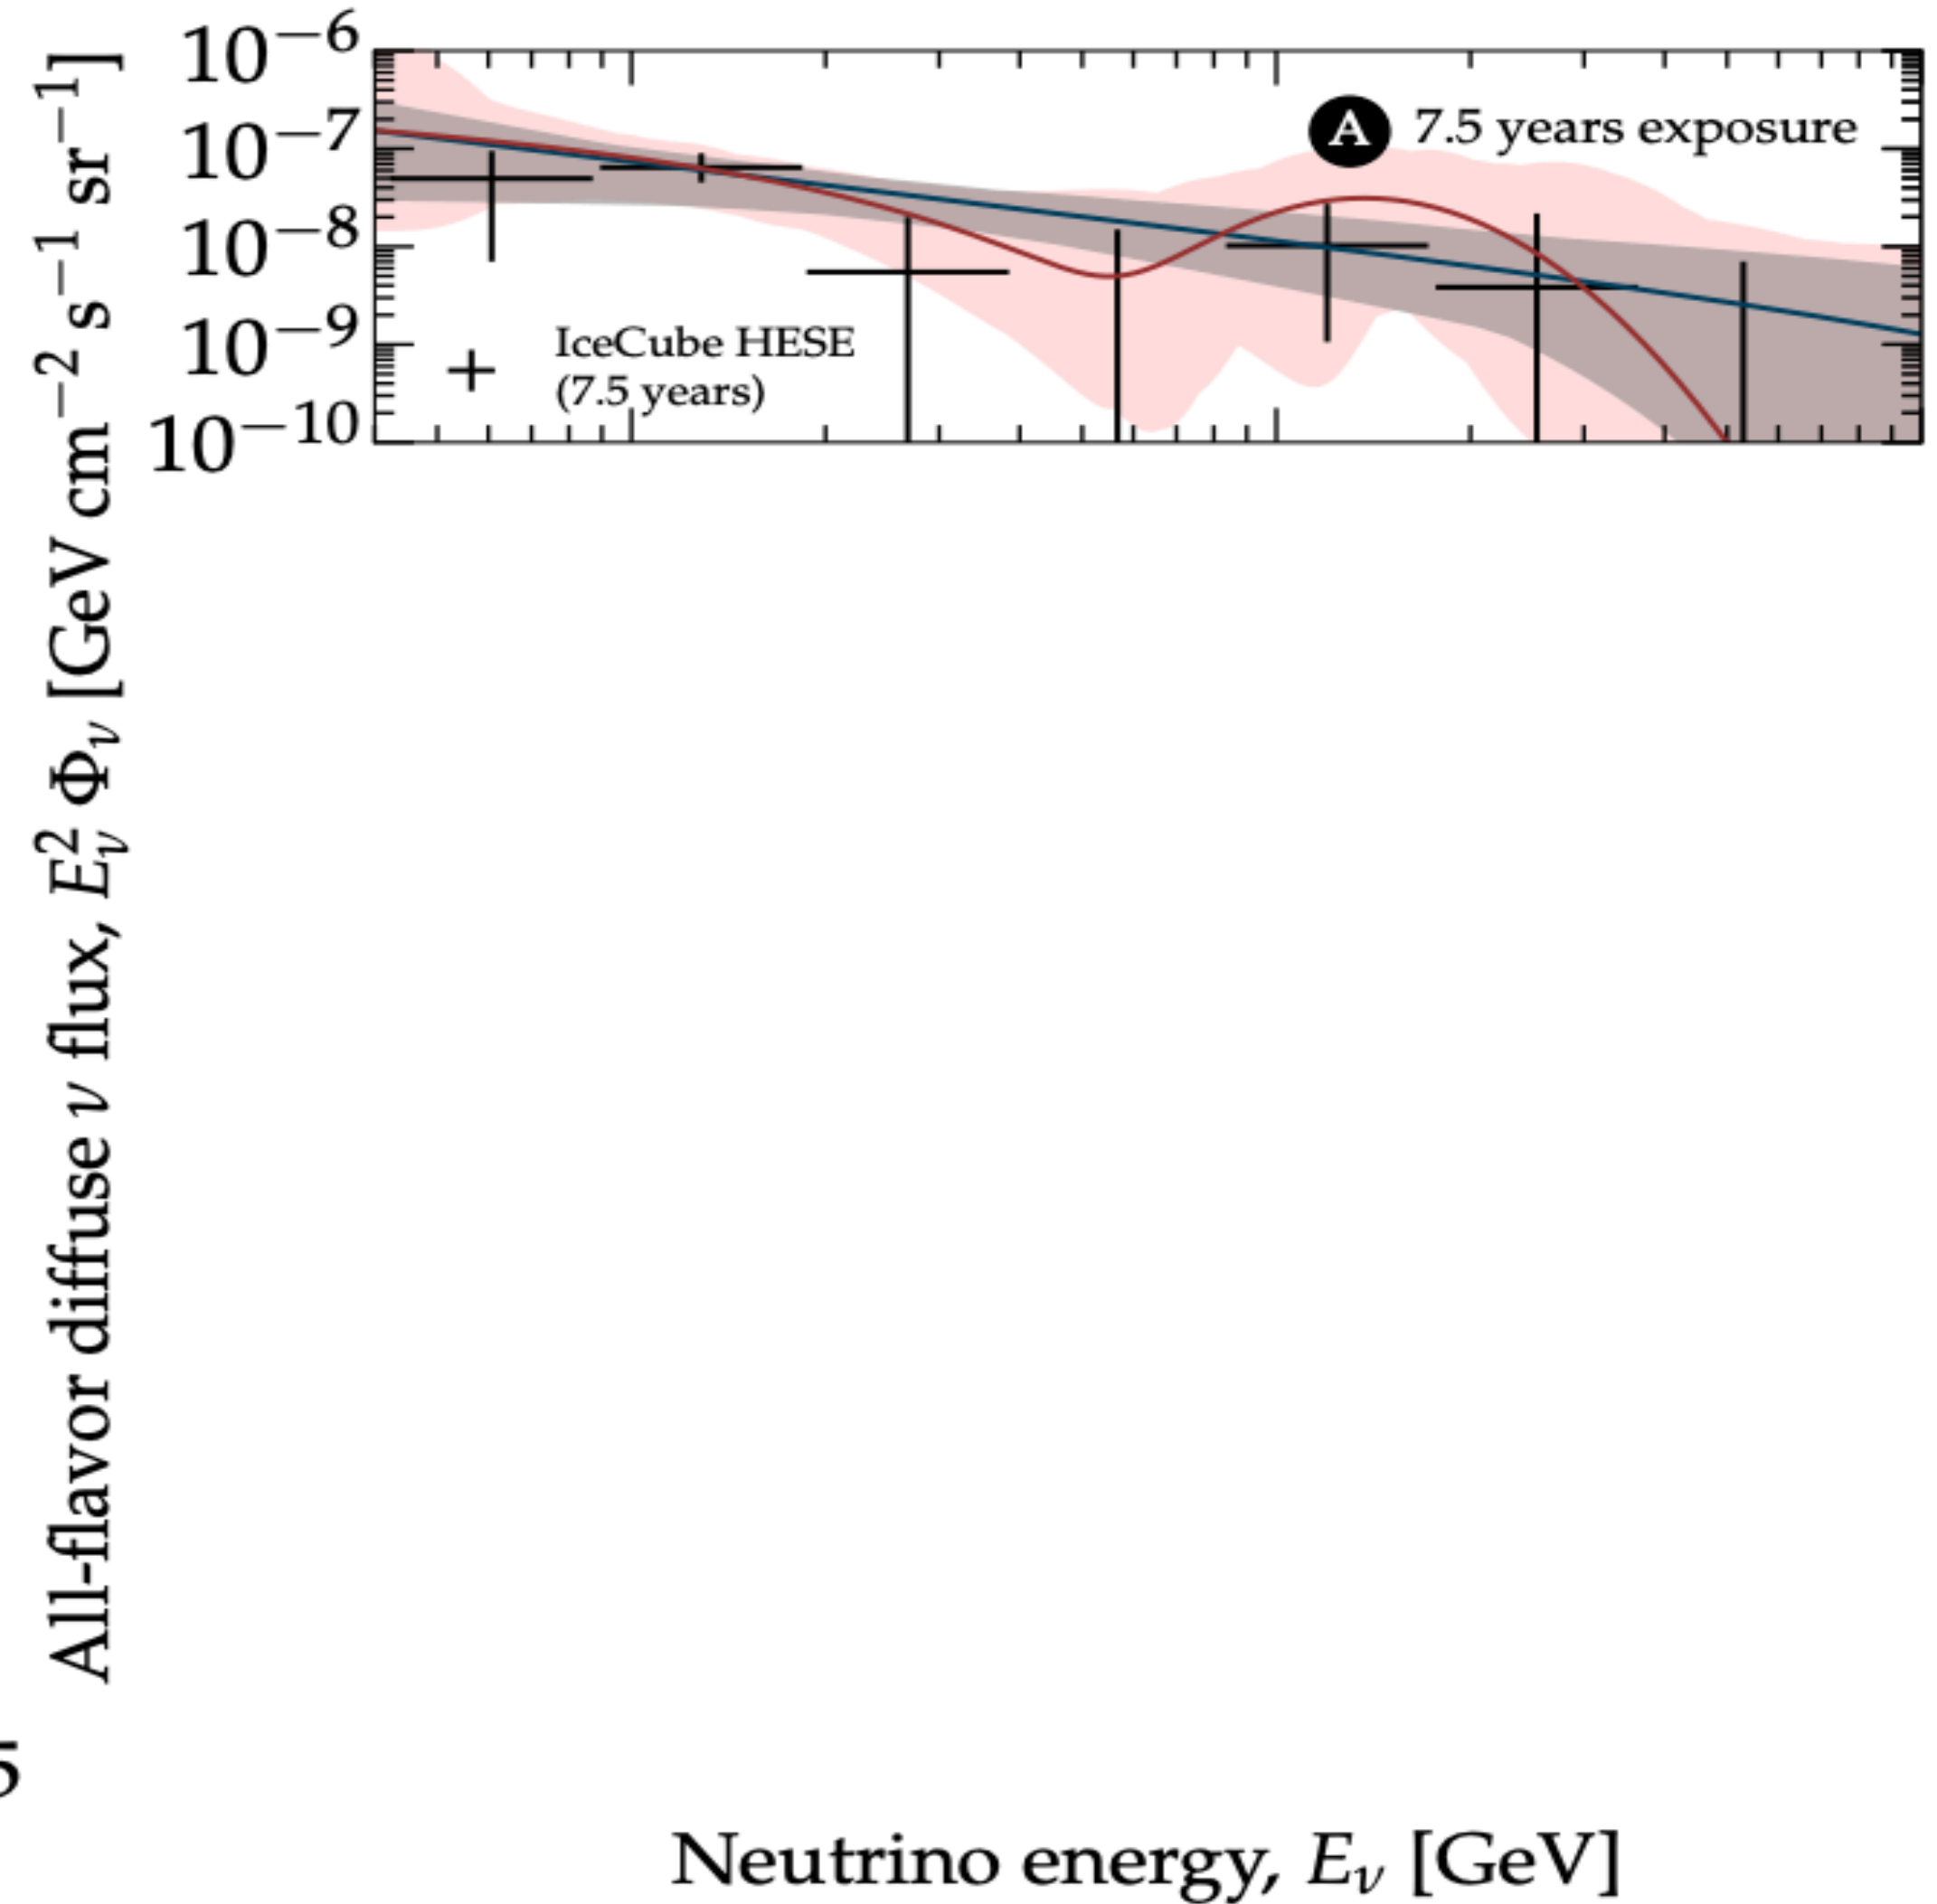 All-flavor diffuse ν flux, E_ν^2 Φ_ν [GeV cm^−2 s^−1 sr^−1]
10^−6
10^−7
10^−8
10^−9
10^−10
A 7.5 years exposure
IceCube HESE
(7.5 years)
Neutrino energy, E_ν [GeV]